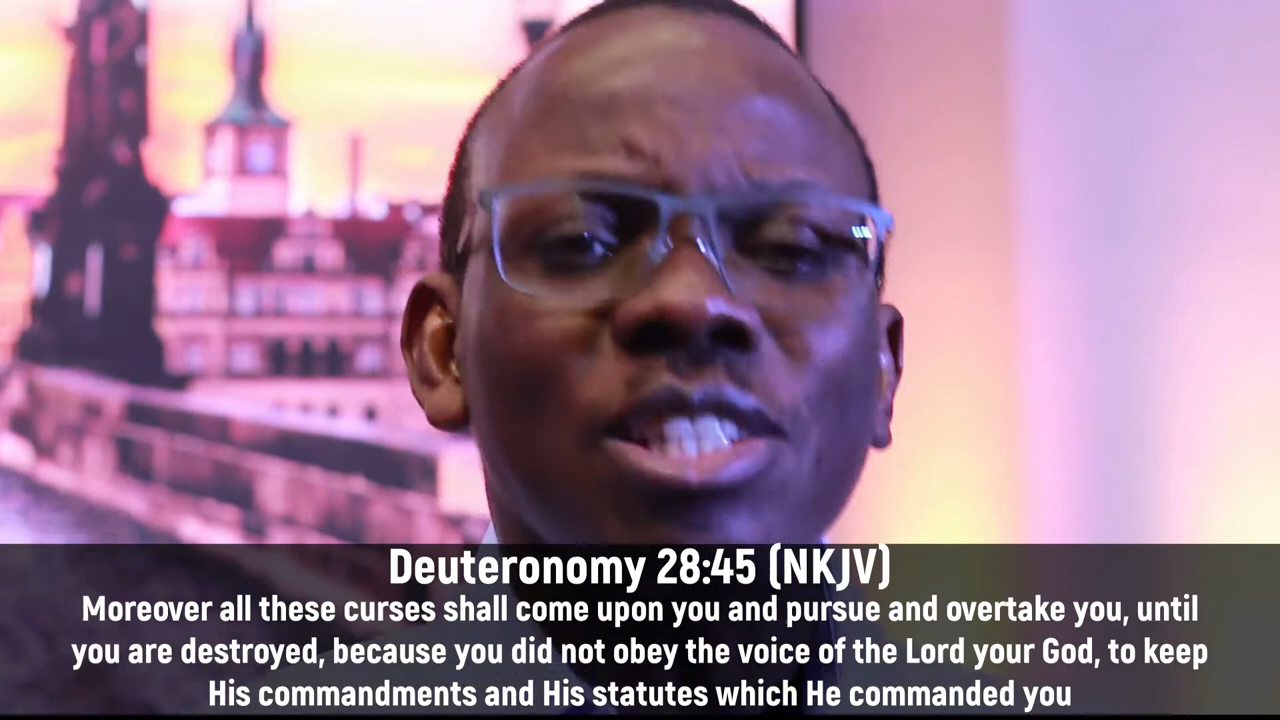 Deuteronomy 28:45 (NKJV)
Moreover all these curses shall come upon you and pursue and overtake you, until
you are destroyed, because you did not obey the voice of the Lord your God, to keep
His commandments and His statutes which He commanded you